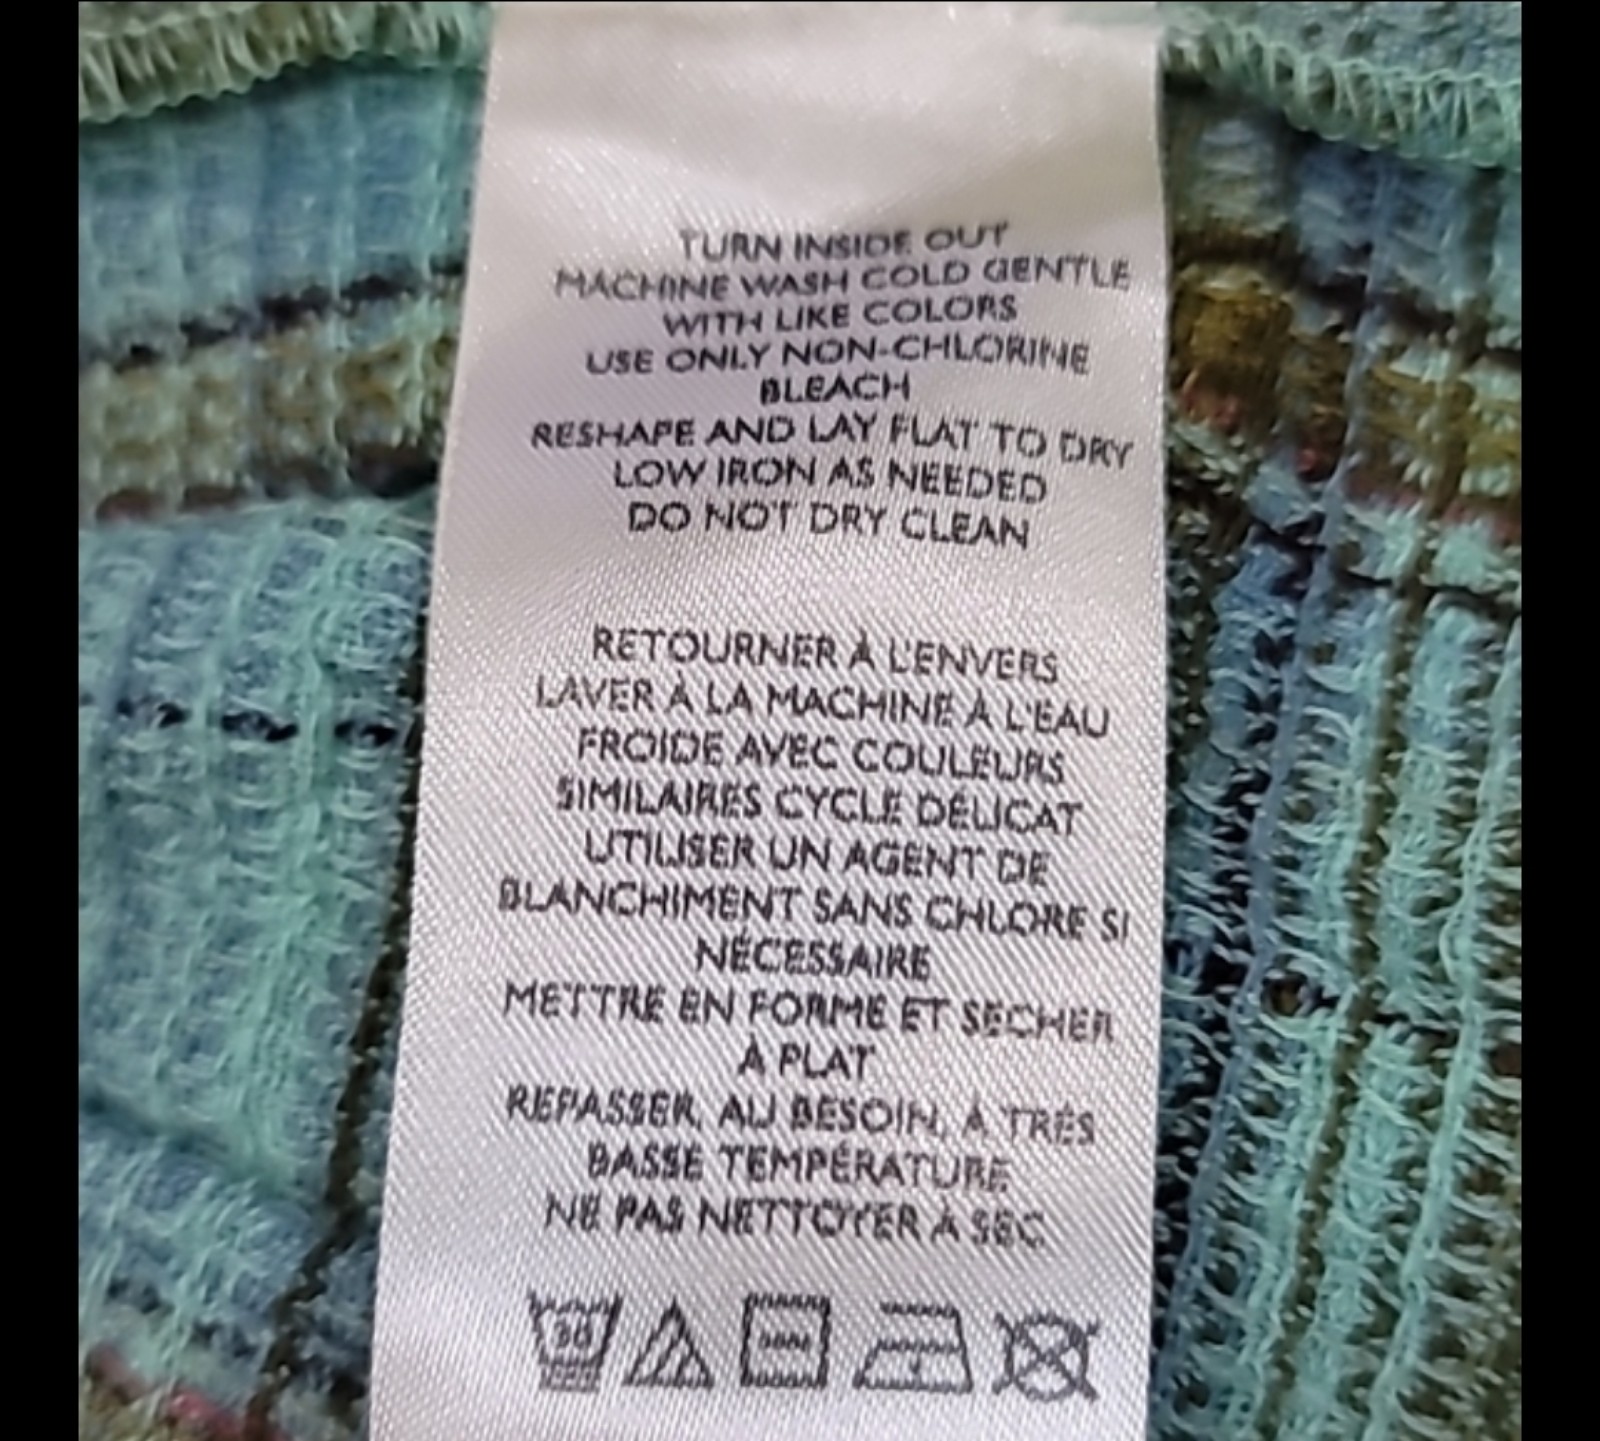 TURN INSIDE OUT
MACHINE WASH COLD GENTLE
WITH LIKE COLORS
USE ONLY NON-CHLORINE
BLEACH
RESHAPE AND LAY FLAT TO DRY
LOW IRON AS NEEDED
DO NOT DRY CLEAN
RETOURNER À L'ENVERS
LAVER À LA MACHINE À L'EAU
FROIDE AVEC COULEURS
SIMILAIRES CYCLE DÉLICAT
UTILISER UN AGENT DE
BLANCHIMENT SANS CHLORE SI
NÉCESSAIRE
METTRE EN FORME ET SÉCHER
À PLAT
REPASSER, AU BESOIN, À TRÈS
BASSE TEMPÉRATURE
NE PAS NETTOYER À SEC
30